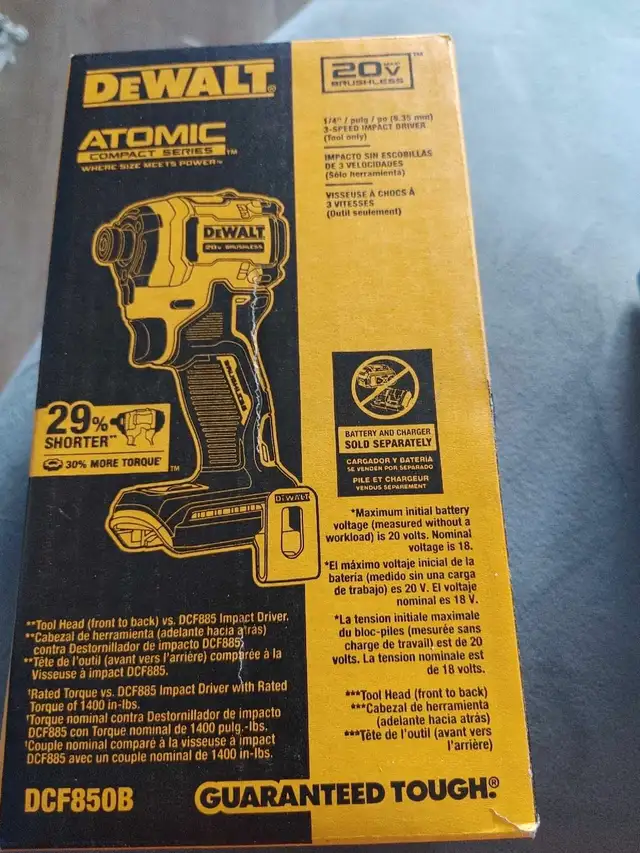 DEWALT®
ATOMIC
COMPACT SERIES™
WHERE SIZE MEETS POWER™
20V MAX™
BRUSHLESS
1/4" / pulg / po (6.35 mm)
3-SPEED IMPACT DRIVER
(Tool only)
IMPACTO SIN ESCOBILLAS
DE 3 VELOCIDADES
(Sólo herramienta)
VISSEUSE À CHOCS À
3 VITESSES
(Outil seulement)
DEWALT
20V BRUSHLESS
BRUSHLESS
29%
SHORTER**
30% MORE TORQUE†
™
DEWALT
BATTERY AND CHARGER
SOLD SEPARATELY
CARGADOR Y BATERÍA
SE VENDEN POR SEPARADO
PILE ET CHARGEUR
VENDUS SÉPARÉMENT
*Maximum initial battery
voltage (measured without a
workload) is 20 volts. Nominal
voltage is 18.
*El máximo voltaje inicial de la
batería (medido sin una carga
de trabajo) es 20 V. El voltaje
nominal es 18 V.
*La tension initiale maximale
du bloc-piles (mesurée sans
charge de travail) est de 20
volts. La tension nominale est
de 18 volts.
***Tool Head (front to back)
***Cabezal de herramienta
(adelante hacia atrás)
***Tête de l'outil (avant vers
l'arrière)
**Tool Head (front to back) vs. DCF885 Impact Driver.
**Cabezal de herramienta (adelante hacia atrás)
contra Destornillador de impacto DCF885.
**Tête de l'outil (avant vers l'arrière) comparée à la
Visseuse à impact DCF885.
†Rated Torque vs. DCF885 Impact Driver with Rated
Torque of 1400 in-lbs.
†Torque nominal contra Destornillador de impacto
DCF885 con Torque nominal de 1400 pulg.-lbs.
†Couple nominal comparé à la visseuse à impact
DCF885 avec un couple nominal de 1400 in-lbs.
DCF850B
GUARANTEED TOUGH.®